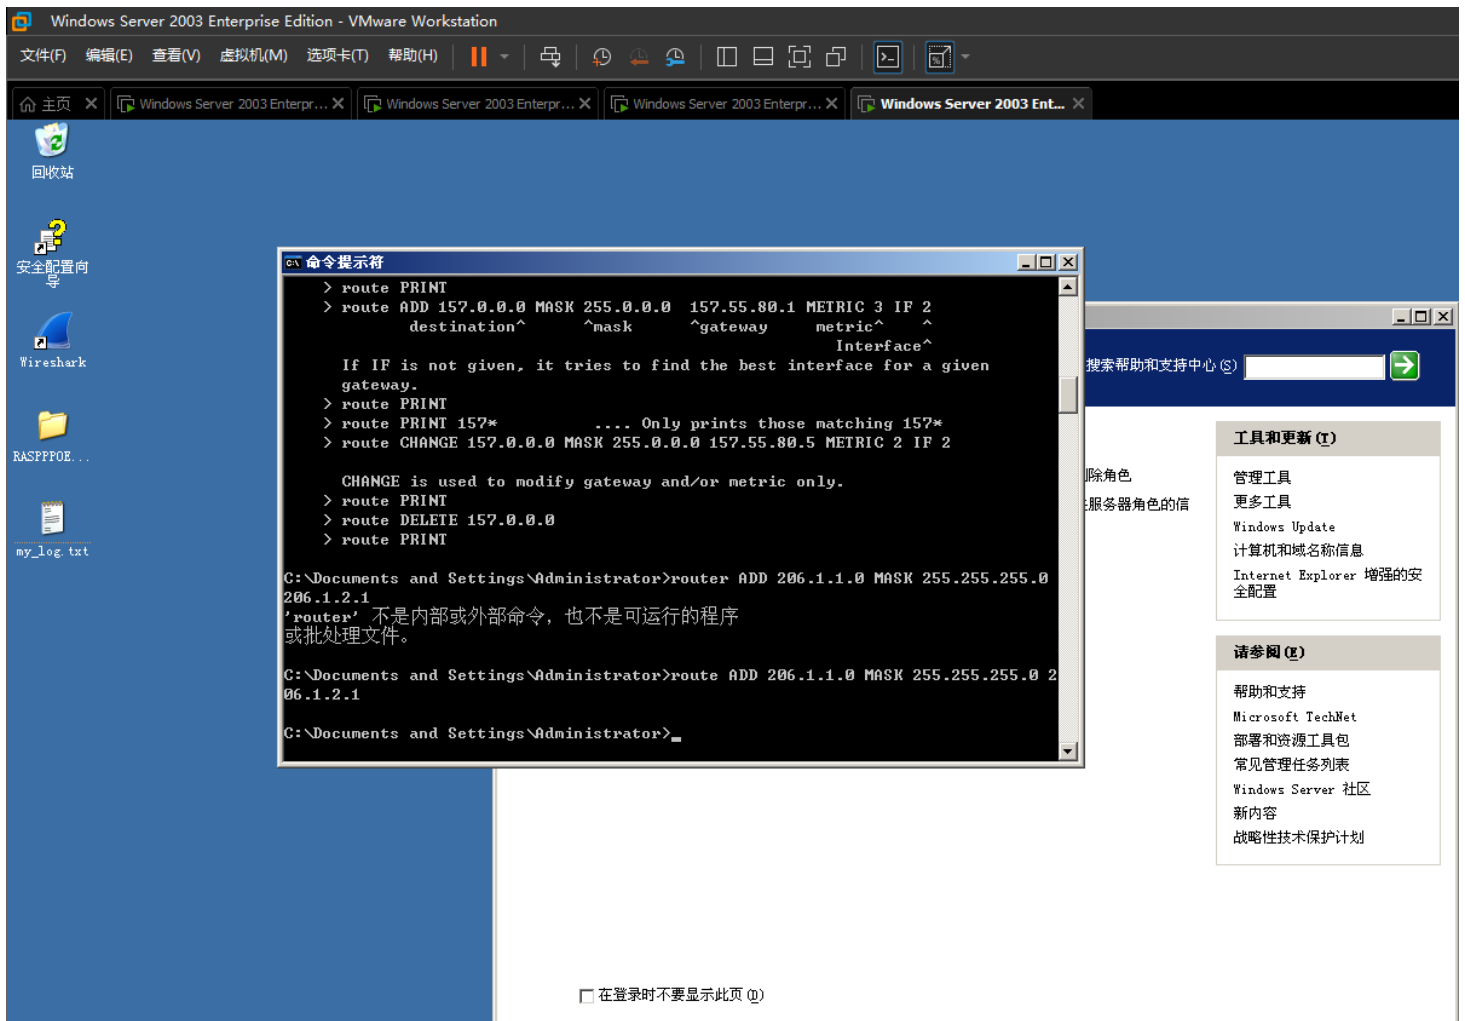 Windows Server 2003 Enterprise Edition - VMware Workstation
文件(F) 编辑(E) 查看(V) 虚拟机(M) 选项卡(T) 帮助(H)
主页 Windows Server 2003 Enterpr... Windows Server 2003 Enterpr... Windows Server 2003 Enterpr... Windows Server 2003 Ent...
回收站
安全配置向
导
Wireshark
RASPPPOE...
my_log.txt
命令提示符
> route PRINT
> route ADD 157.0.0.0 MASK 255.0.0.0  157.55.80.1 METRIC 3 IF 2
destination^      ^mask      ^gateway     metric^    ^
Interface^
If IF is not given, it tries to find the best interface for a given
gateway.
> route PRINT
> route PRINT 157*          .... Only prints those matching 157*
> route CHANGE 157.0.0.0 MASK 255.0.0.0 157.55.80.5 METRIC 2 IF 2
CHANGE is used to modify gateway and/or metric only.
> route PRINT
> route DELETE 157.0.0.0
> route PRINT
C:\Documents and Settings\Administrator>router ADD 206.1.1.0 MASK 255.255.255.0
206.1.2.1
'router' 不是内部或外部命令，也不是可运行的程序
或批处理文件。
C:\Documents and Settings\Administrator>route ADD 206.1.1.0 MASK 255.255.255.0 2
06.1.2.1
C:\Documents and Settings\Administrator>_
搜索帮助和支持中心(S)
除角色
服务器角色的信
工具和更新(T)
管理工具
更多工具
Windows Update
计算机和域名称信息
Internet Explorer 增强的安
全配置
请参阅(E)
帮助和支持
Microsoft TechNet
部署和资源工具包
常见管理任务列表
Windows Server 社区
新内容
战略性技术保护计划
在登录时不要显示此页(D)